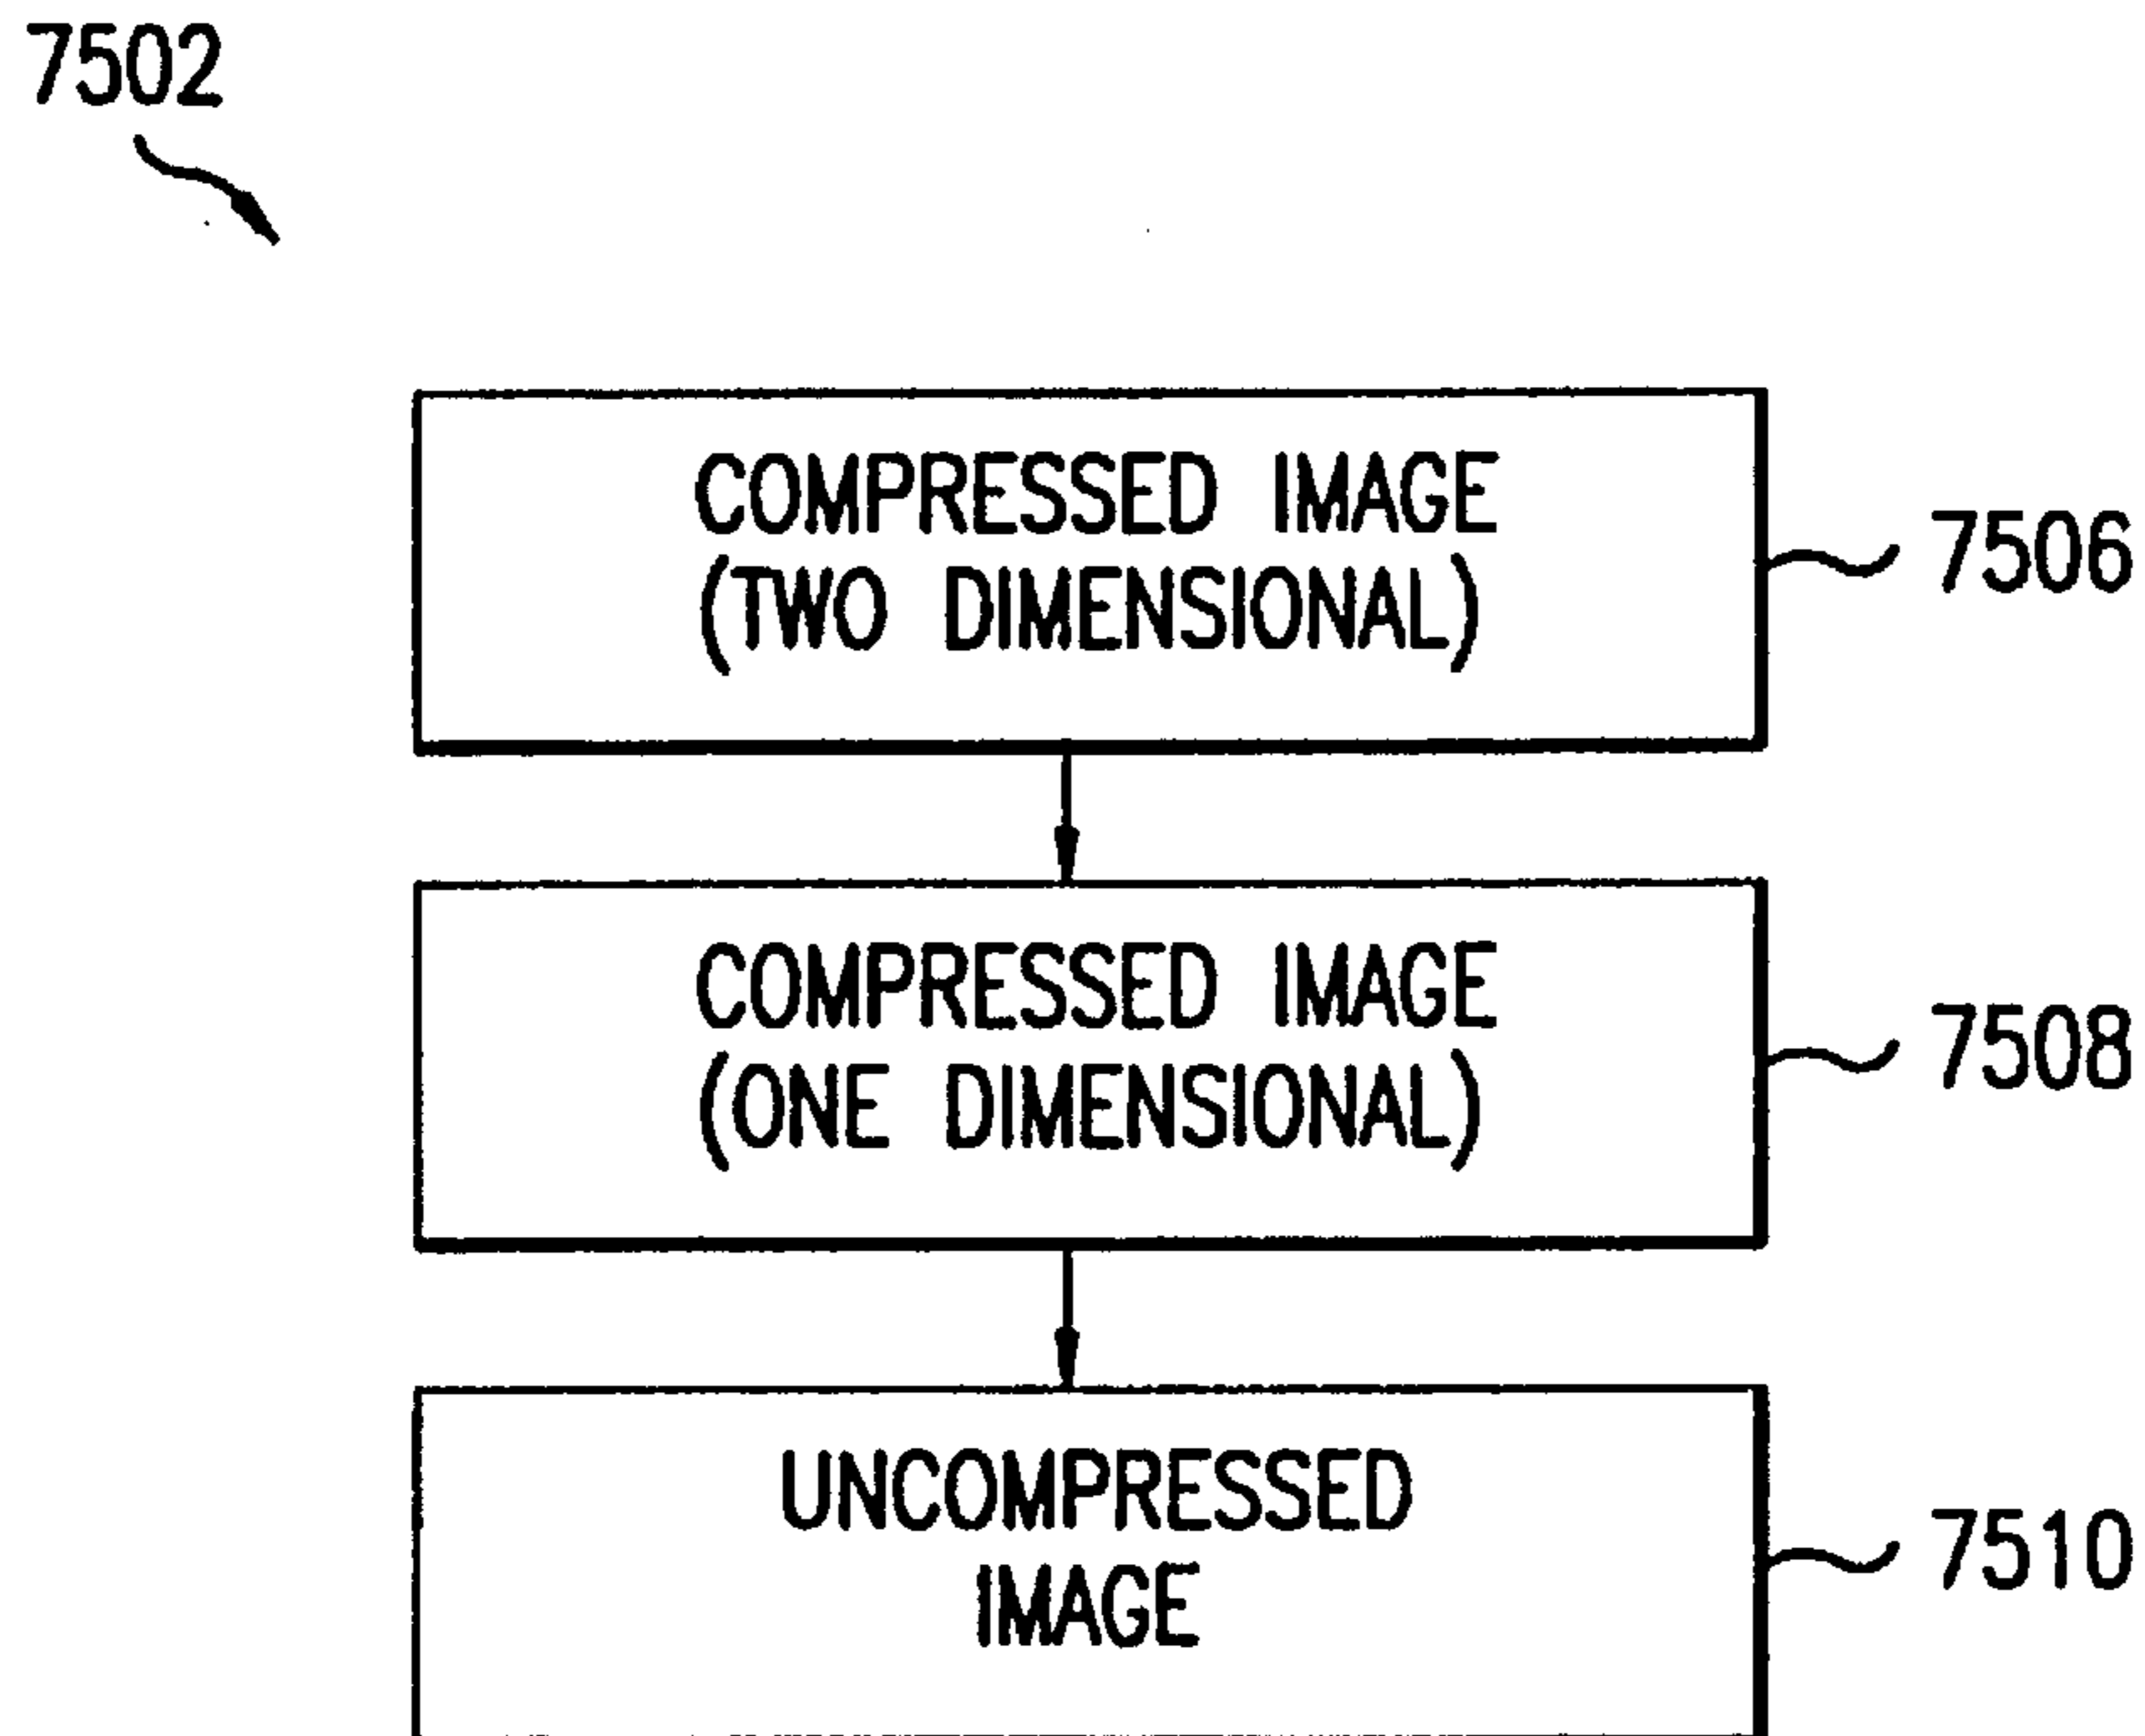 7502
COMPRESSED IMAGE
(TWO DIMENSIONAL)
7506
COMPRESSED IMAGE
(ONE DIMENSIONAL)
7508
UNCOMPRESSED
IMAGE
7510